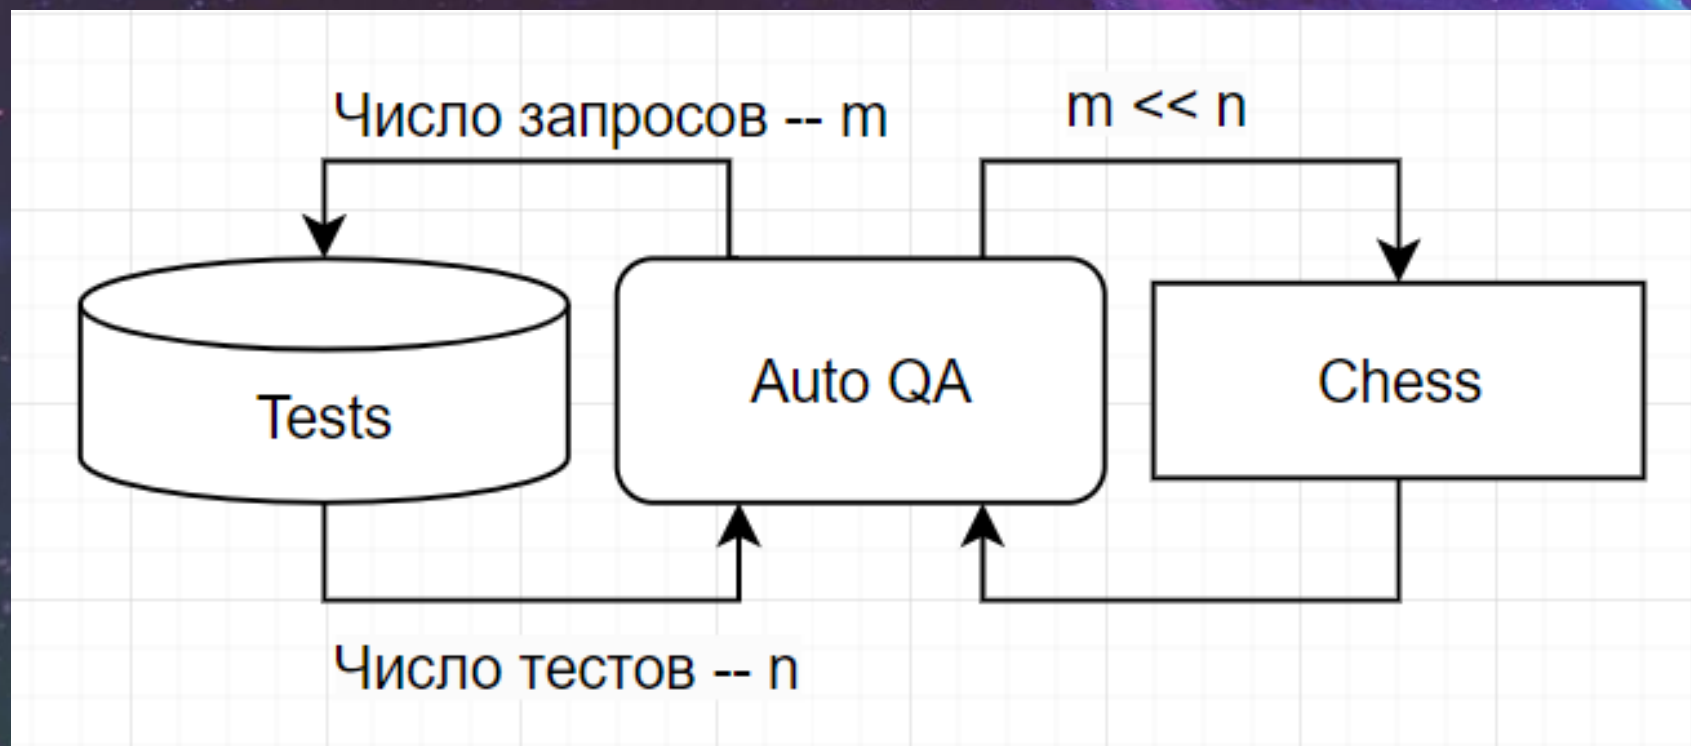 Число запросов -- m
m << n
Tests
Auto QA
Chess
Число тестов -- n